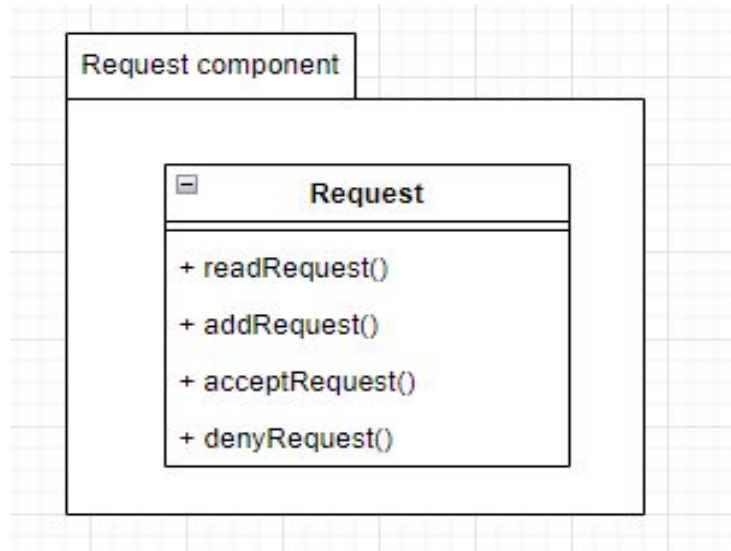 Request component
Request
+ readRequest()
+ addRequest()
+ acceptRequest()
+ denyRequest()